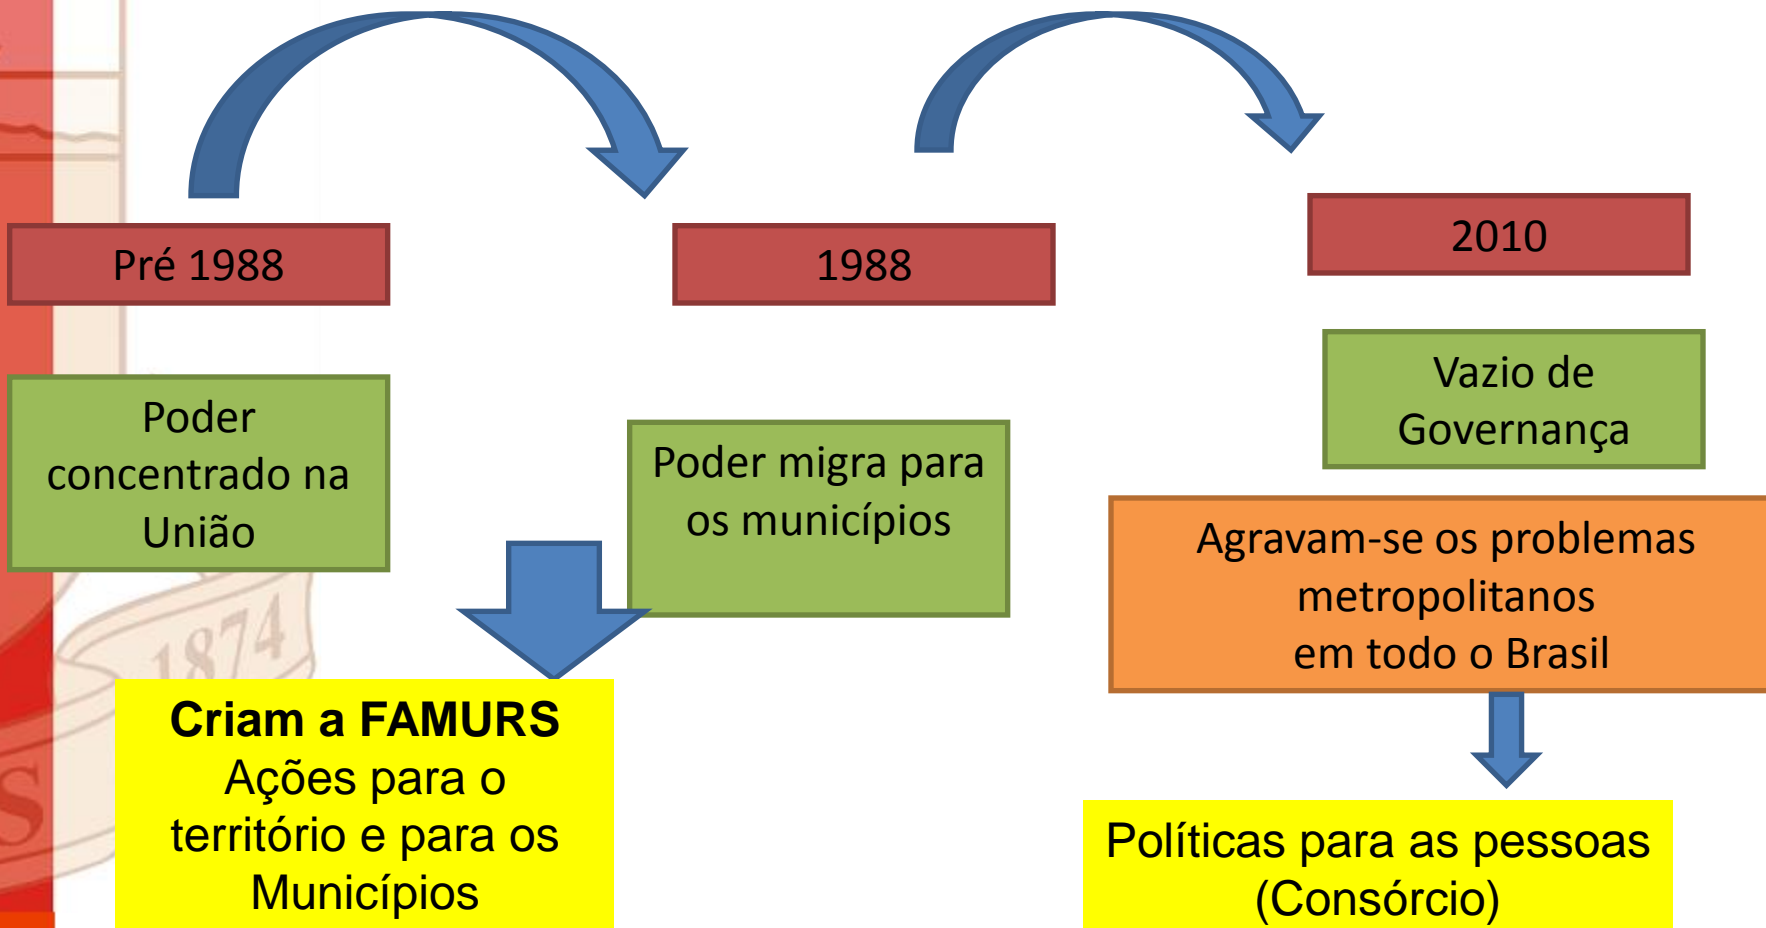 Pré 1988
1988
2010
Poder
concentrado na
União
Poder migra para
os municípios
Vazio de
Governança
Agravam-se os problemas
metropolitanos
em todo o Brasil
1874
S
Criam a FAMURS
Ações para o
território e para os
Municípios
Políticas para as pessoas
(Consórcio)